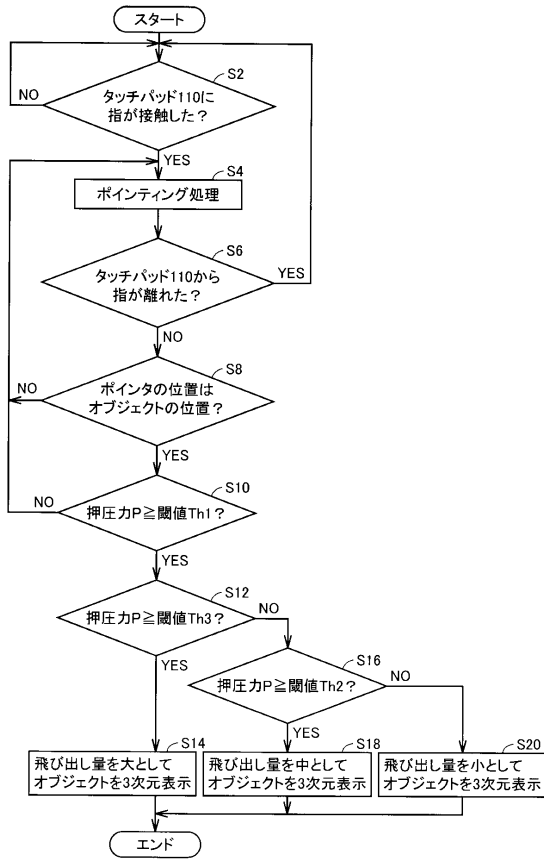 スタート
S2
タッチパッド110に
指が接触した？
NO
YES
S4
ポインティング処理
S6
タッチパッド110から
指が離れた？
YES
NO
S8
ポインタの位置は
オブジェクトの位置？
NO
YES
S10
押圧力P≧閾値Th1？
NO
YES
S12
押圧力P≧閾値Th3？
NO
YES
S16
押圧力P≧閾値Th2？
NO
YES
S14
飛び出し量を大として
オブジェクトを3次元表示
S18
飛び出し量を中として
オブジェクトを3次元表示
S20
飛び出し量を小として
オブジェクトを3次元表示
エンド